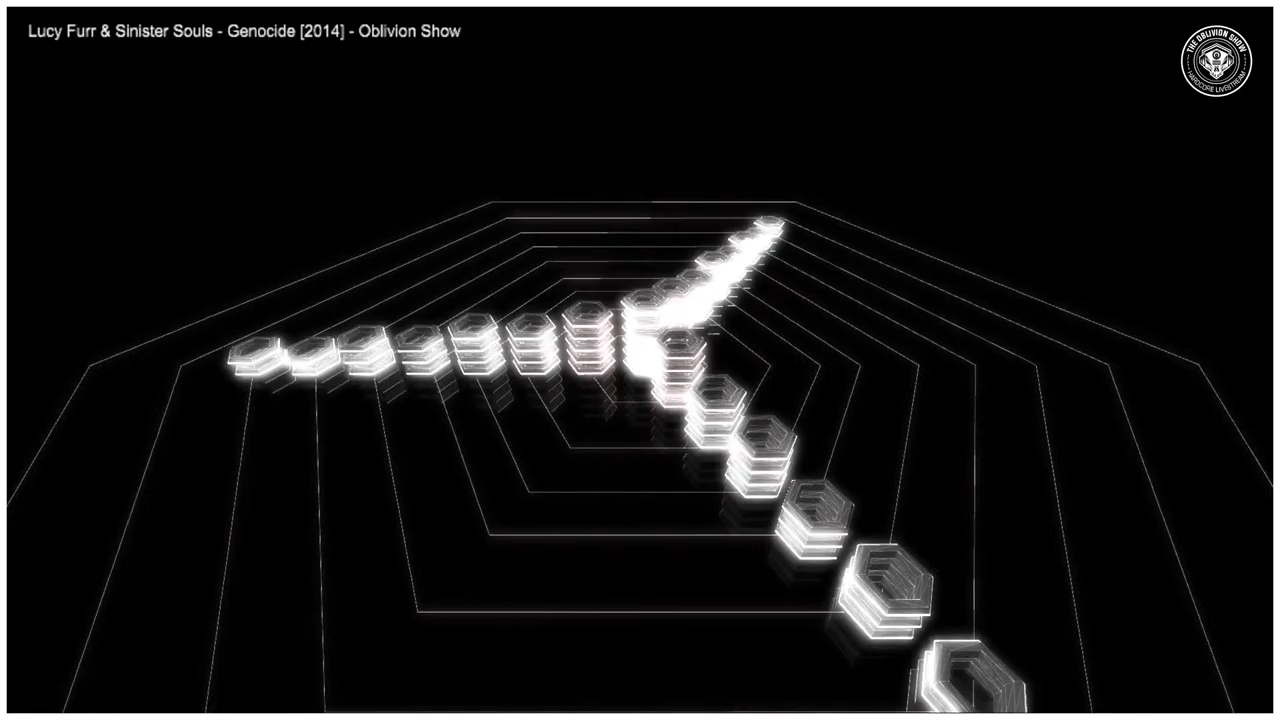 Lucy Furr & Sinister Souls - Genocide [2014] - Oblivion Show
THE OBLIVION SHOW
HARDCORE LIVESTREAM